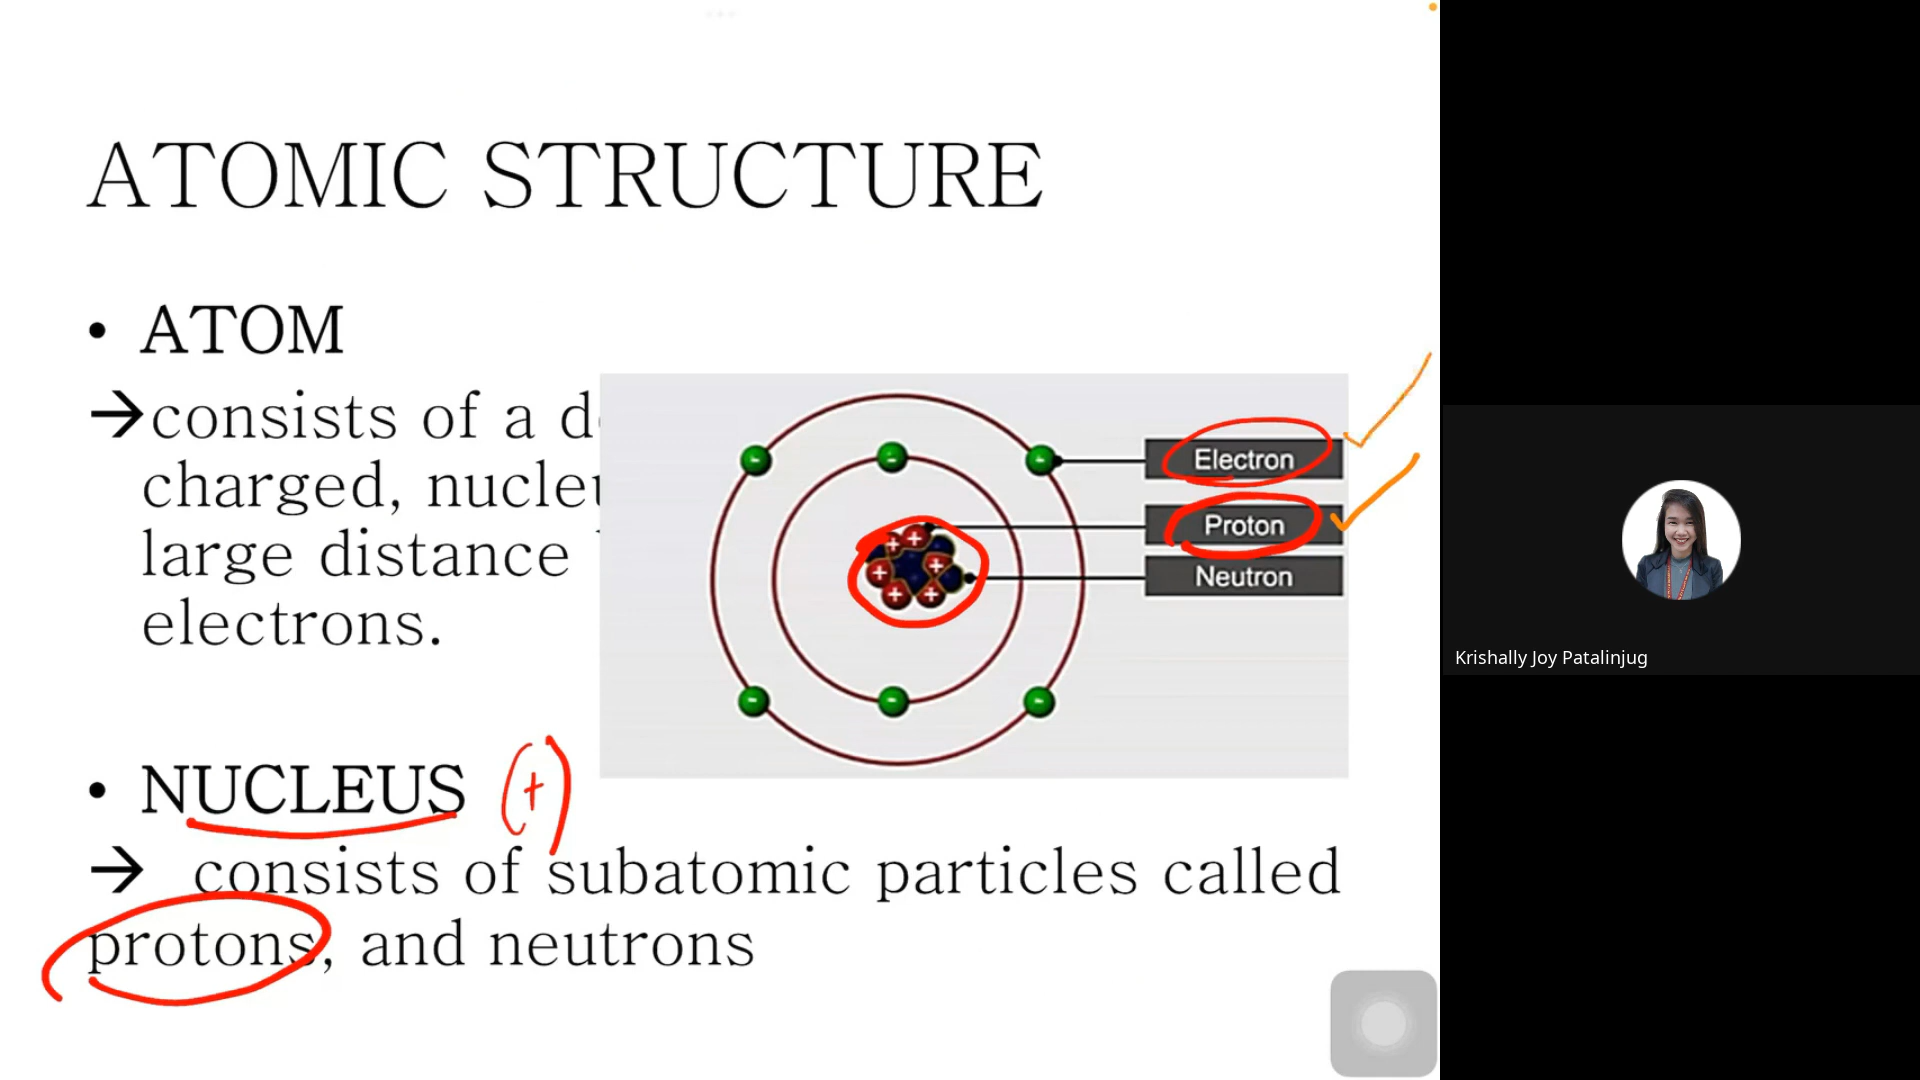 ATOMIC STRUCTURE
• ATOM
→consists of a d
charged, nucleu
large distance
electrons.
Electron
Proton
Neutron
• NUCLEUS (+)
→ consists of subatomic particles called
protons, and neutrons
Krishally Joy Patalinjug